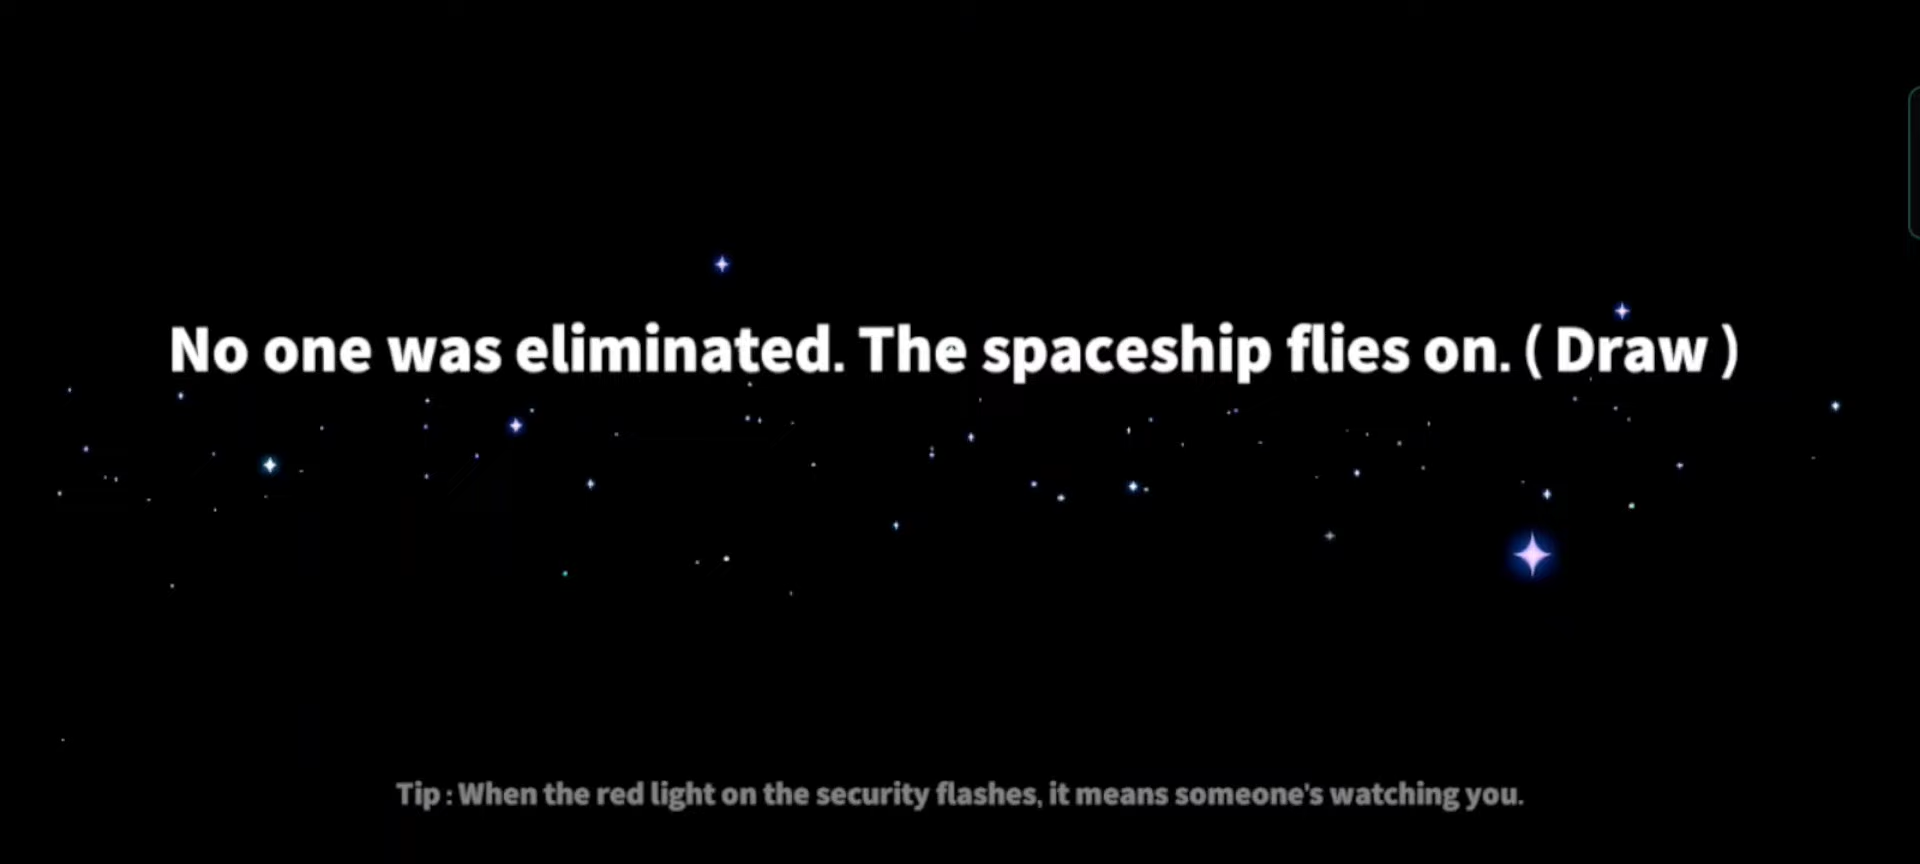 No one was eliminated. The spaceship flies on. ( Draw )
Tip : When the red light on the security flashes, it means someone's watching you.